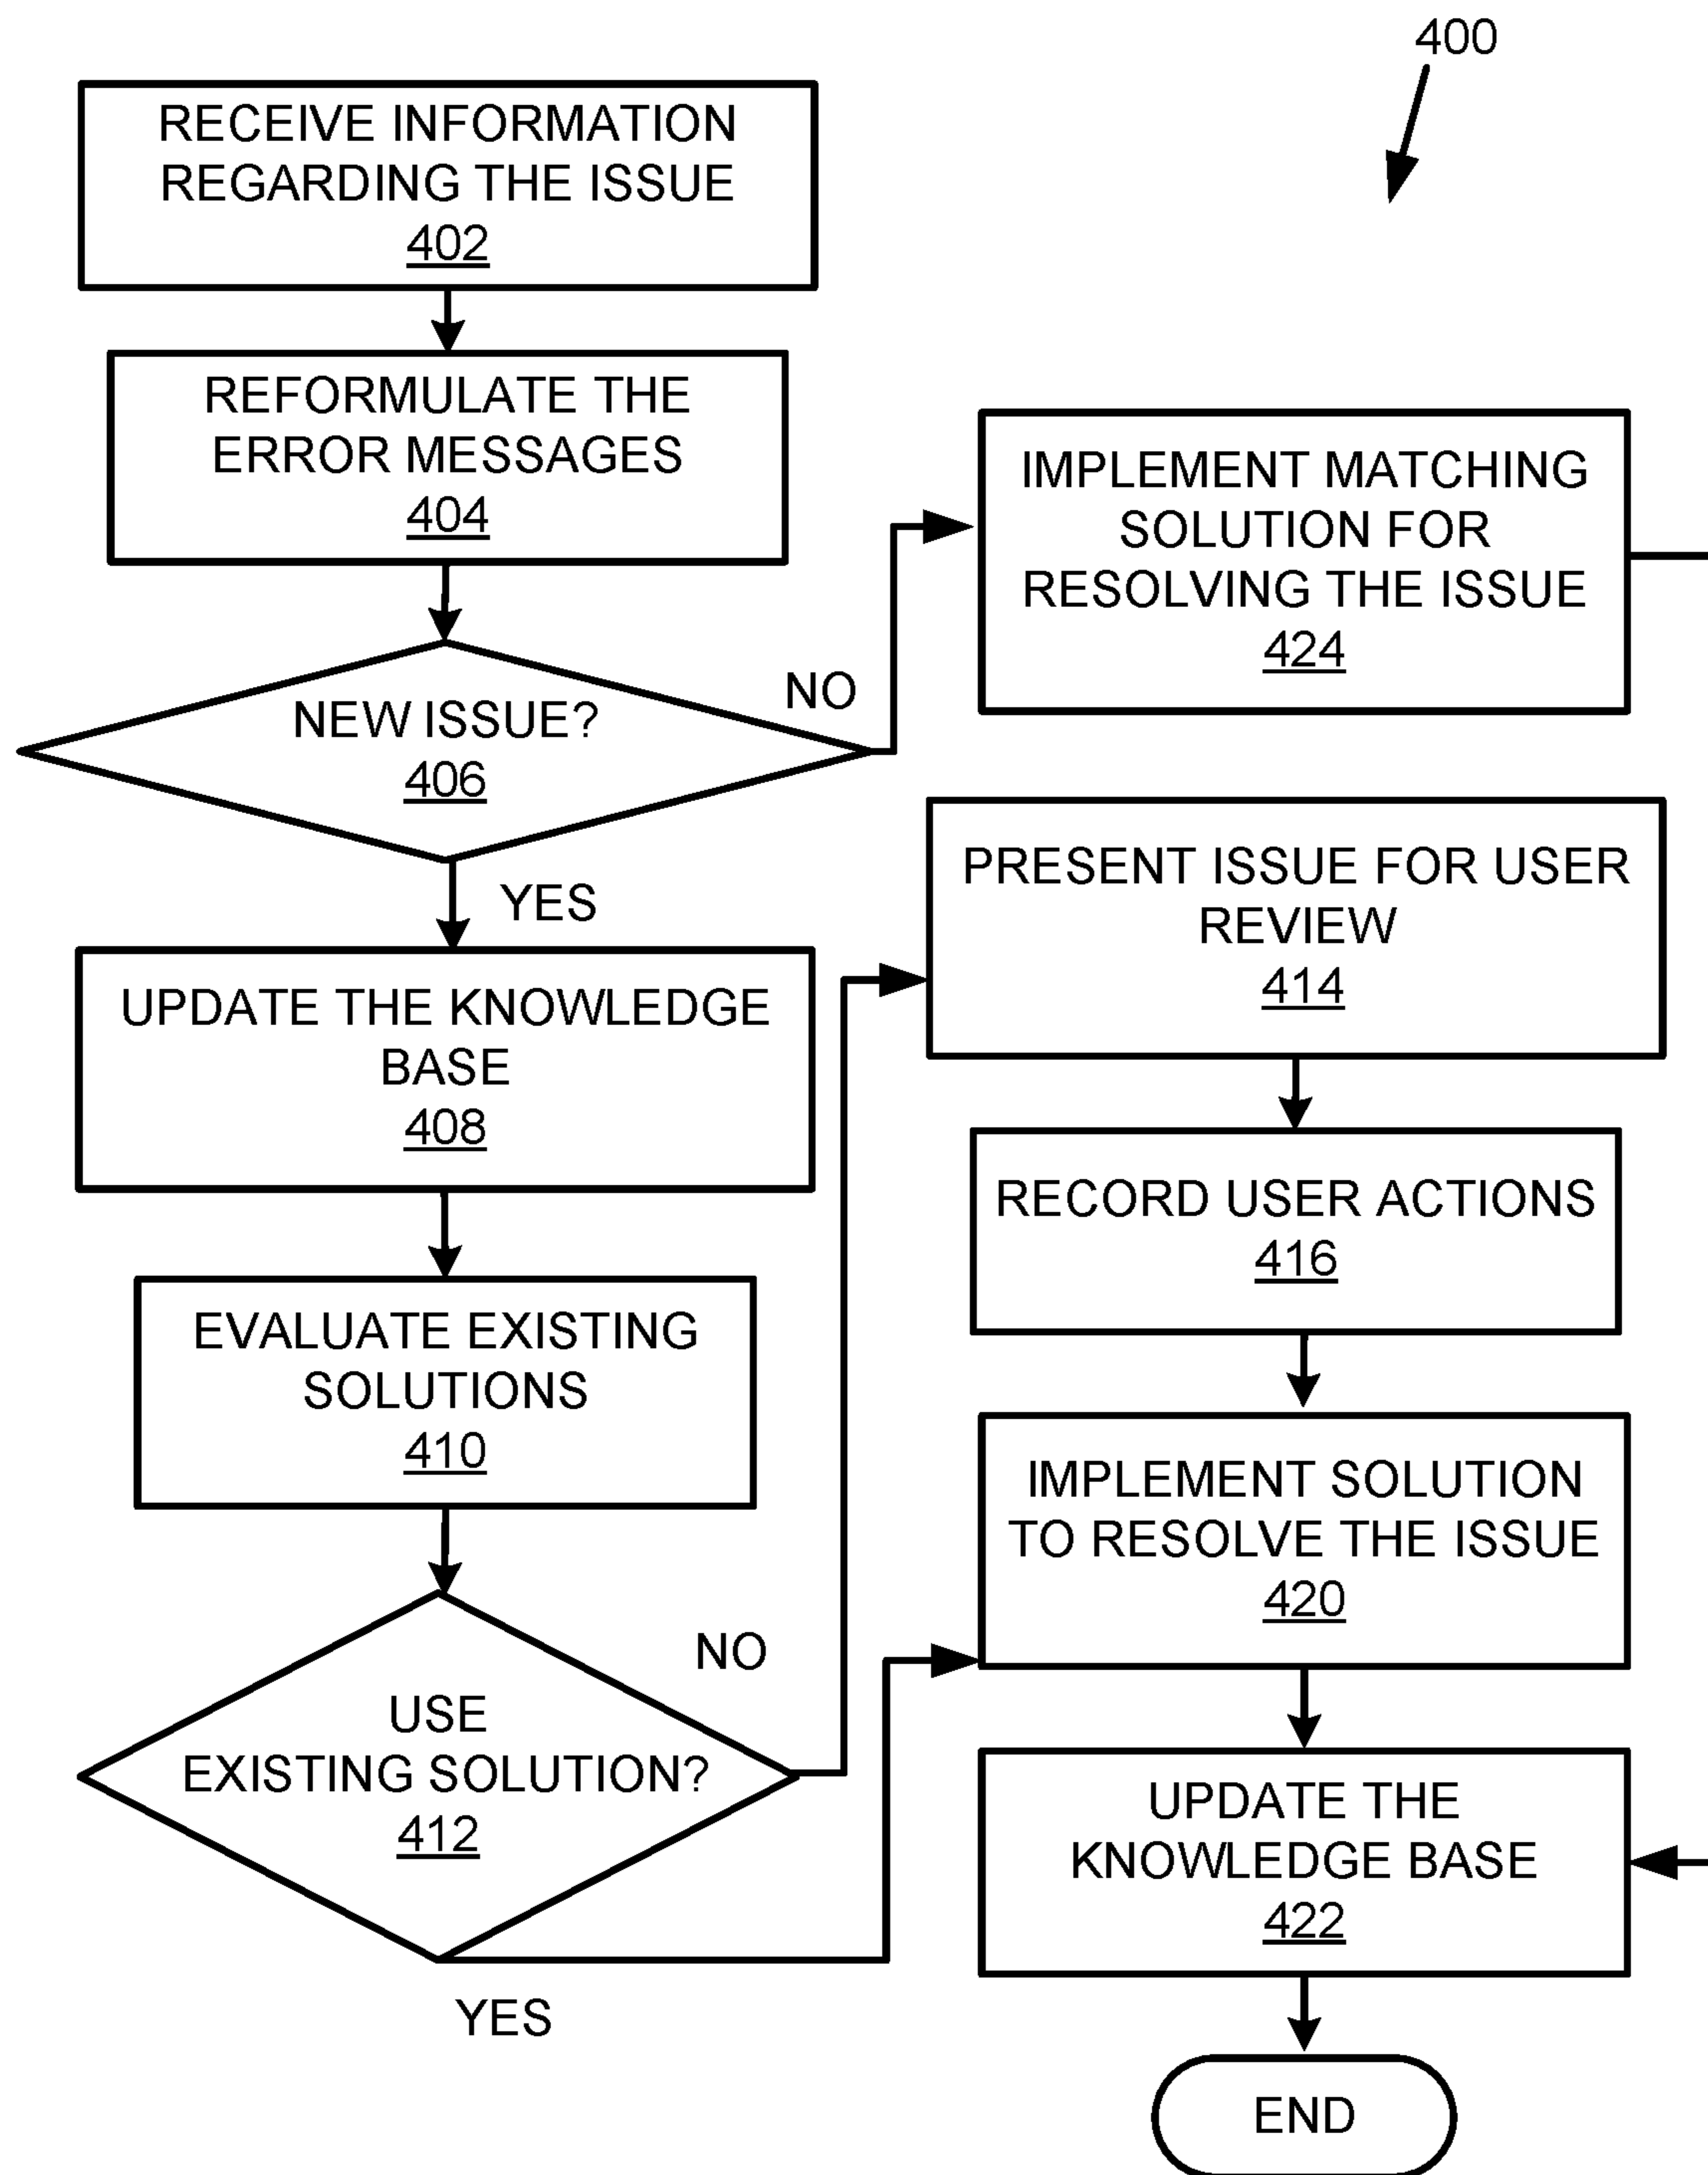 400
RECEIVE INFORMATION
REGARDING THE ISSUE
402
REFORMULATE THE
ERROR MESSAGES
404
NEW ISSUE?
406
NO
YES
UPDATE THE KNOWLEDGE
BASE
408
EVALUATE EXISTING
SOLUTIONS
410
USE
EXISTING SOLUTION?
412
NO
YES
IMPLEMENT MATCHING
SOLUTION FOR
RESOLVING THE ISSUE
424
PRESENT ISSUE FOR USER
REVIEW
414
RECORD USER ACTIONS
416
IMPLEMENT SOLUTION
TO RESOLVE THE ISSUE
420
UPDATE THE
KNOWLEDGE BASE
422
END